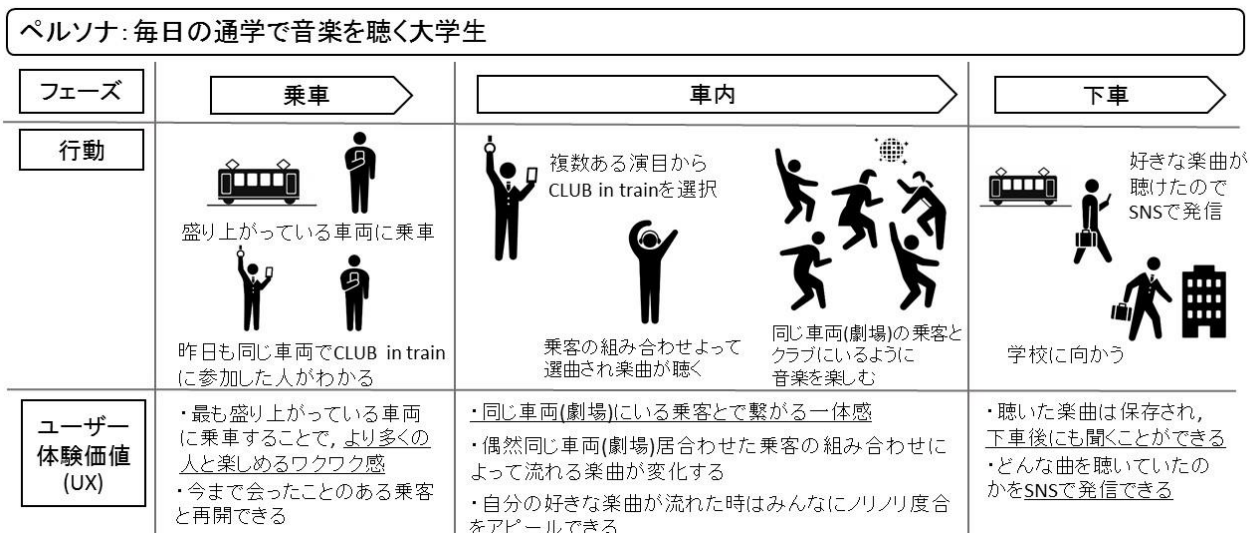 ペルソナ:毎日の通学で音楽を聴く大学生
フェーズ
乗車
車内
下車
行動
盛り上がっている車両に乗車
昨日も同じ車両でCLUB in train
に参加した人がわかる
複数ある演目から
CLUB in trainを選択
乗客の組み合わせよって
選曲され楽曲が聴く
同じ車両(劇場)の乗客と
クラブにいるように
音楽を楽しむ
好きな楽曲が
聴けたので
SNSで発信
学校に向かう
ユーザー
体験価値
(UX)
・最も盛り上がっている車両
に乗車することで,より多くの
人と楽しめるワクワク感
・今まで会ったことのある乗客
と再開できる
・同じ車両(劇場)にいる乗客とで繋がる一体感
・偶然同じ車両(劇場)居合わせた乗客の組み合わせに
よって流れる楽曲が変化する
・自分の好きな楽曲が流れた時はみんなにノリノリ度合
をアピールできる
・聴いた楽曲は保存され,
下車後にも聞くことができる
・どんな曲を聴いていたの
かをSNSで発信できる